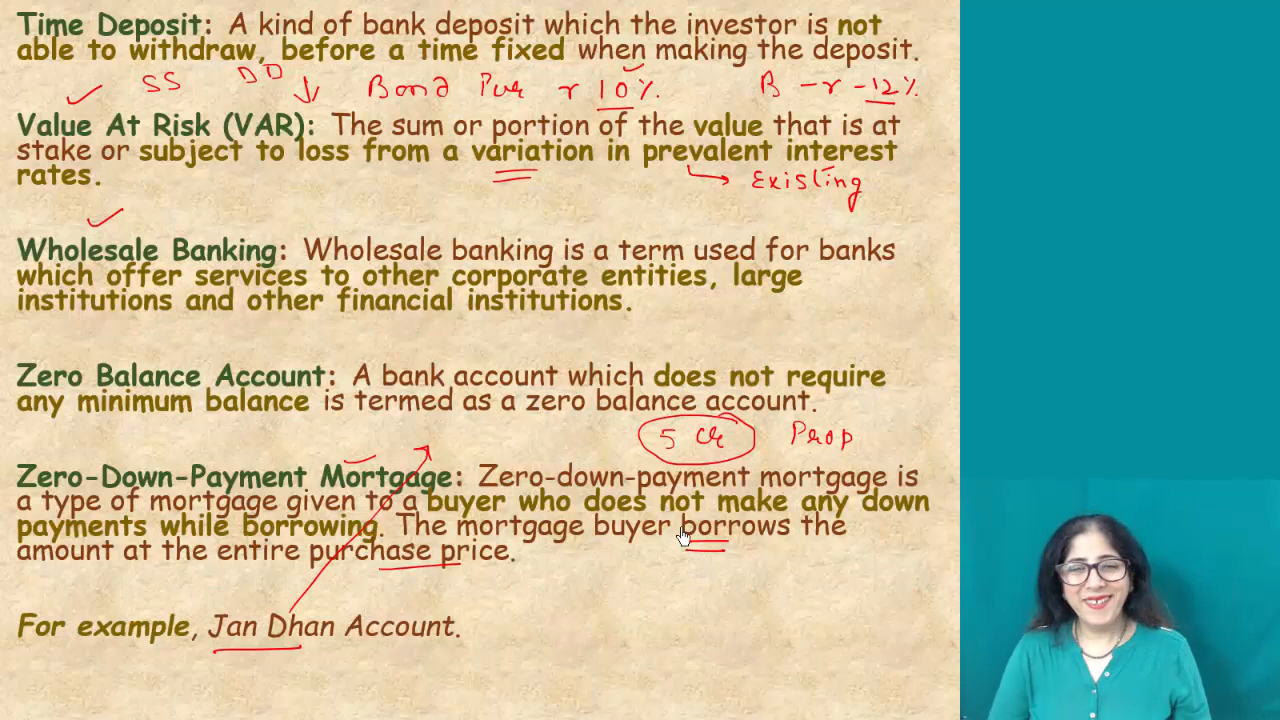 Time Deposit: A kind of bank deposit which the investor is not
able to withdraw, before a time fixed when making the deposit.
SS DD Bond Pur r 10%. B - r - 12%.
Value At Risk (VAR): The sum or portion of the value that is at
stake or subject to loss from a variation in prevalent interest
rates.
Existing
Wholesale Banking: Wholesale banking is a term used for banks
which offer services to other corporate entities, large
institutions and other financial institutions.
Zero Balance Account: A bank account which does not require
any minimum balance is termed as a zero balance account.
5 Cr Prop
Zero-Down-Payment Mortgage: Zero-down-payment mortgage is
a type of mortgage given to a buyer who does not make any down
payments while borrowing. The mortgage buyer borrows the
amount at the entire purchase price.
For example, Jan Dhan Account.